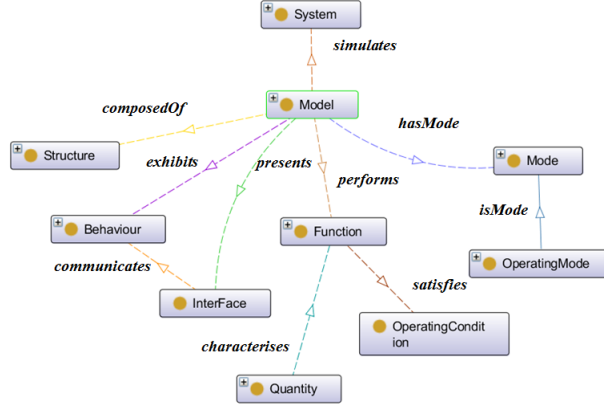 System
simulates
Model
composedOf
hasMode
Structure
exhibits
presents
Mode
performs
isMode
Behaviour
Function
communicates
OperatingMode
satisfies
InterFace
OperatingCondit
ion
characterises
Quantity